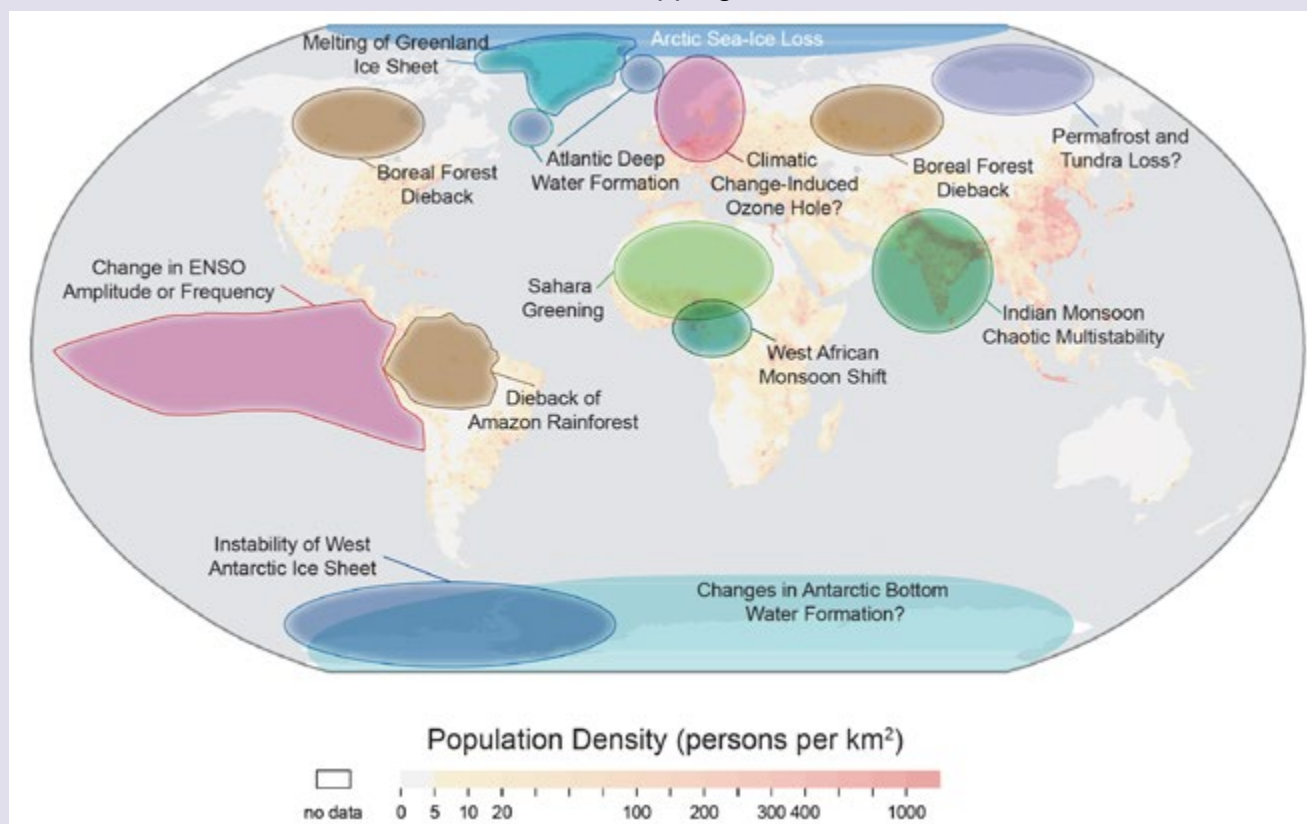 Melting of Greenland
Ice Sheet
Arctic Sea-Ice Loss
Boreal Forest
Dieback
Atlantic Deep
Water Formation
Climatic
Change-Induced
Ozone Hole?
Boreal Forest
Dieback
Permafrost and
Tundra Loss?
Change in ENSO
Amplitude or Frequency
Sahara
Greening
Indian Monsoon
Chaotic Multistability
West African
Monsoon Shift
Dieback of
Amazon Rainforest
Instability of West
Antarctic Ice Sheet
Changes in Antarctic Bottom
Water Formation?
Population Density (persons per km²)
no data
0 5 10 20 100 200 300 400 1000